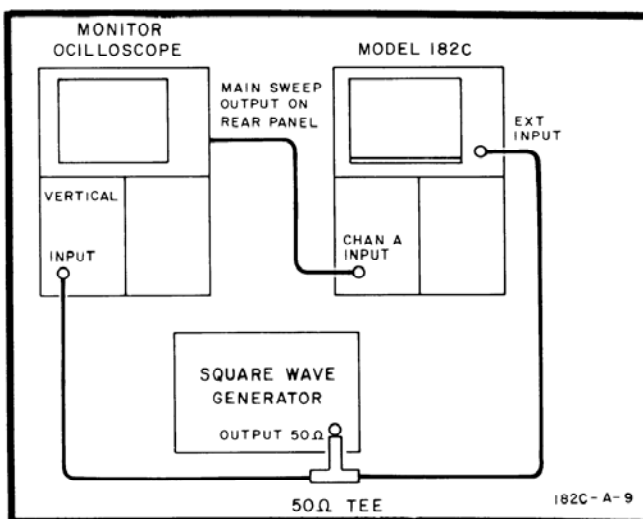 MONITOR
OCILLOSCOPE
MODEL 182C
MAIN SWEEP
OUTPUT ON
REAR PANEL
EXT
INPUT
VERTICAL
INPUT
CHAN A
INPUT
SQUARE WAVE
GENERATOR
OUTPUT 50Ω
50Ω TEE
182C-A-9